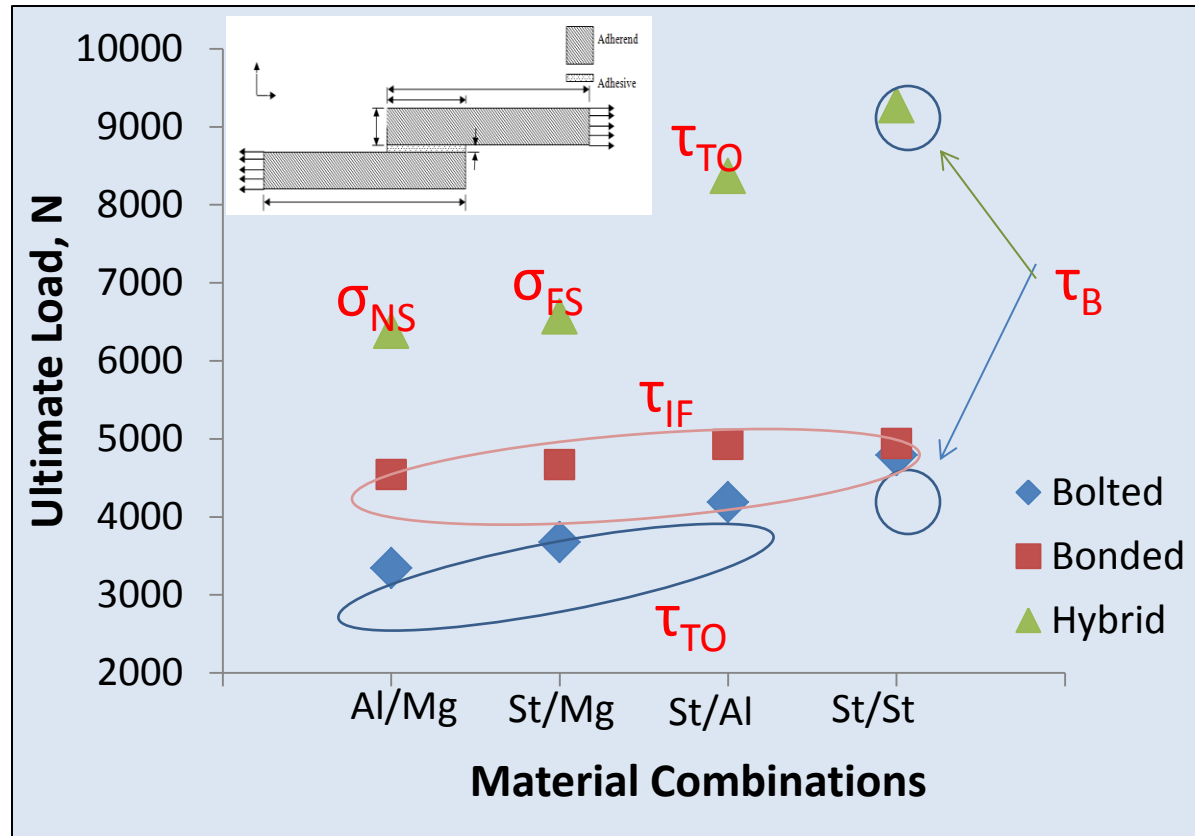 10000
9000
8000
7000
6000
5000
4000
3000
2000
Ultimate Load, N
Adherend
Adhesive
τTO
σNS
σFS
τB
τIF
τTO
Bolted
Bonded
Hybrid
Al/Mg
St/Mg
St/Al
St/St
Material Combinations